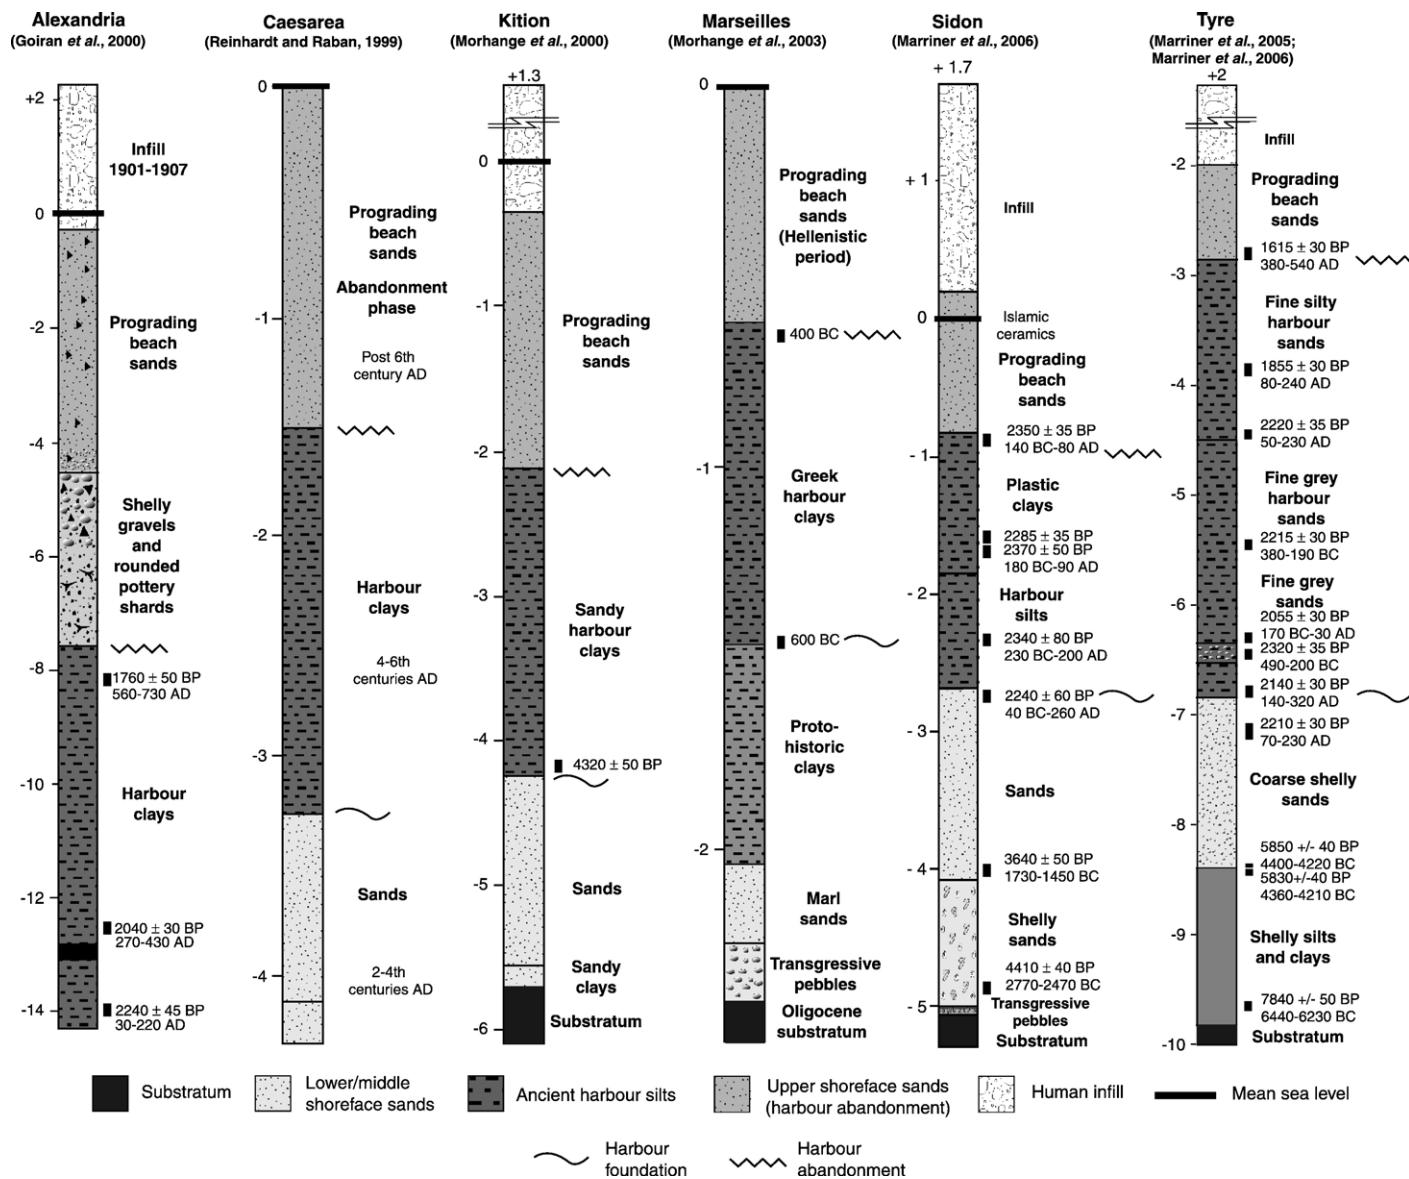 Alexandria
(Goiran et al., 2000)
+2
0
-2
-4
-6
-8
-10
-12
-14
Infill
1901-1907
Prograding
beach
sands
Shelly
gravels
and
rounded
pottery
shards
1760 ± 50 BP
560-730 AD
Harbour
clays
2040 ± 30 BP
270-430 AD
2240 ± 45 BP
30-220 AD
Caesarea
(Reinhardt and Raban, 1999)
0
-1
-2
-3
-4
Prograding
beach
sands
Abandonment
phase
Post 6th
century AD
Harbour
clays
4-6th
centuries AD
Sands
2-4th
centuries AD
Kition
(Morhange et al., 2000)
+1.3
0
-1
-2
-3
-4
-5
-6
Prograding
beach
sands
Sandy
harbour
clays
4320 ± 50 BP
Sands
Sandy
clays
Substratum
Marseilles
(Morhange et al., 2003)
0
-1
-2
Prograding
beach
sands
(Hellenistic
period)
400 BC
Greek
harbour
clays
600 BC
Proto-
historic
clays
Marl
sands
Transgressive
pebbles
Oligocene
substratum
Sidon
(Marriner et al., 2006)
+ 1.7
+ 1
0
- 1
- 2
- 3
- 4
- 5
Infill
Islamic
ceramics
Prograding
beach
sands
2350 ± 35 BP
140 BC-80 AD
Plastic
clays
2285 ± 35 BP
2370 ± 50 BP
180 BC-90 AD
Harbour
silts
2340 ± 80 BP
230 BC-200 AD
2240 ± 60 BP
40 BC-260 AD
Sands
3640 ± 50 BP
1730-1450 BC
Shelly
sands
4410 ± 40 BP
2770-2470 BC
Transgressive
pebbles
Substratum
Tyre
(Marriner et al., 2005;
Marriner et al., 2006)
+2
-2
-3
-4
-5
-6
-7
-8
-9
-10
Infill
Prograding
beach
sands
1615 ± 30 BP
380-540 AD
Fine silty
harbour
sands
1855 ± 30 BP
80-240 AD
2220 ± 35 BP
50-230 AD
Fine grey
harbour
sands
2215 ± 30 BP
380-190 BC
Fine grey
sands
2055 ± 30 BP
170 BC-30 AD
2320 ± 35 BP
490-200 BC
2140 ± 30 BP
140-320 AD
2210 ± 30 BP
70-230 AD
Coarse shelly
sands
5850 +/- 40 BP
4400-4220 BC
5830+/-40 BP
4360-4210 BC
Shelly silts
and clays
7840 +/- 50 BP
6440-6230 BC
Substratum
Substratum
Lower/middle
shoreface sands
Ancient harbour silts
Upper shoreface sands
(harbour abandonment)
Human infill
Mean sea level
Harbour
foundation
Harbour
abandonment